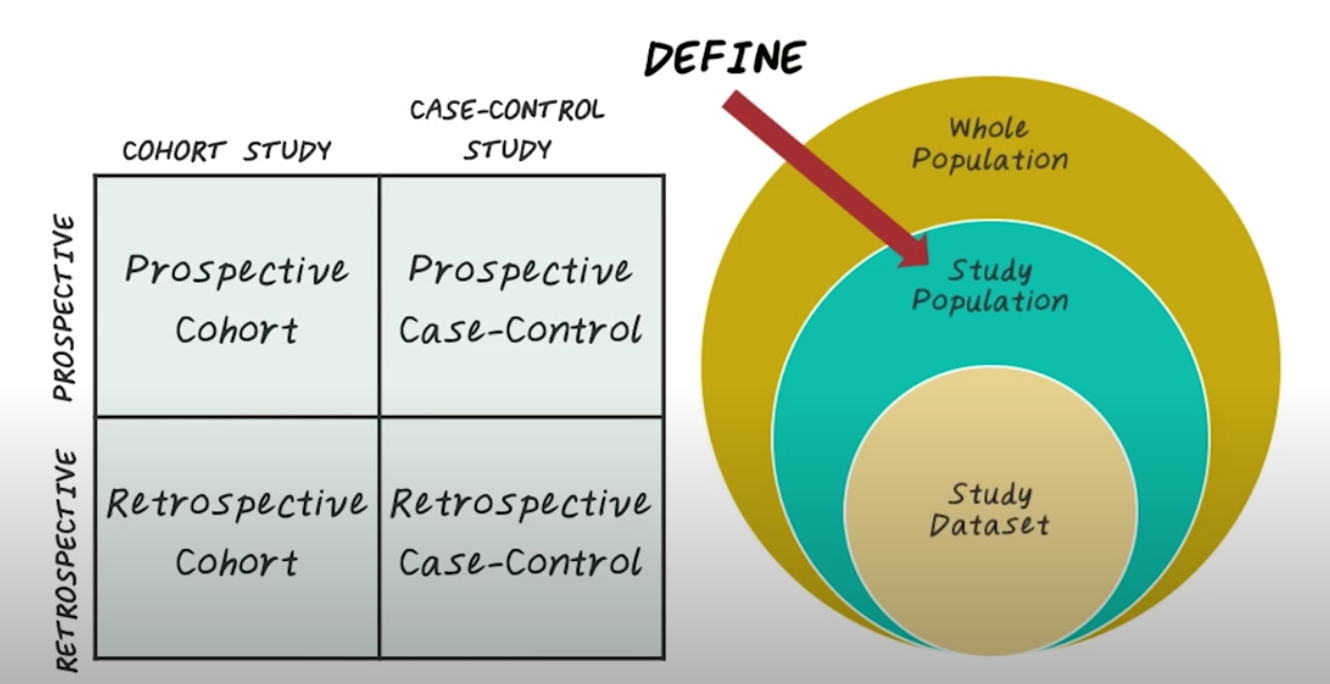 DEFINE
CASE-CONTROL
STUDY
COHORT STUDY
PROSPECTIVE
RETROSPECTIVE
Prospective
Cohort
Prospective
Case-Control
Retrospective
Cohort
Retrospective
Case-Control
Whole
Population
Study
Population
Study
Dataset